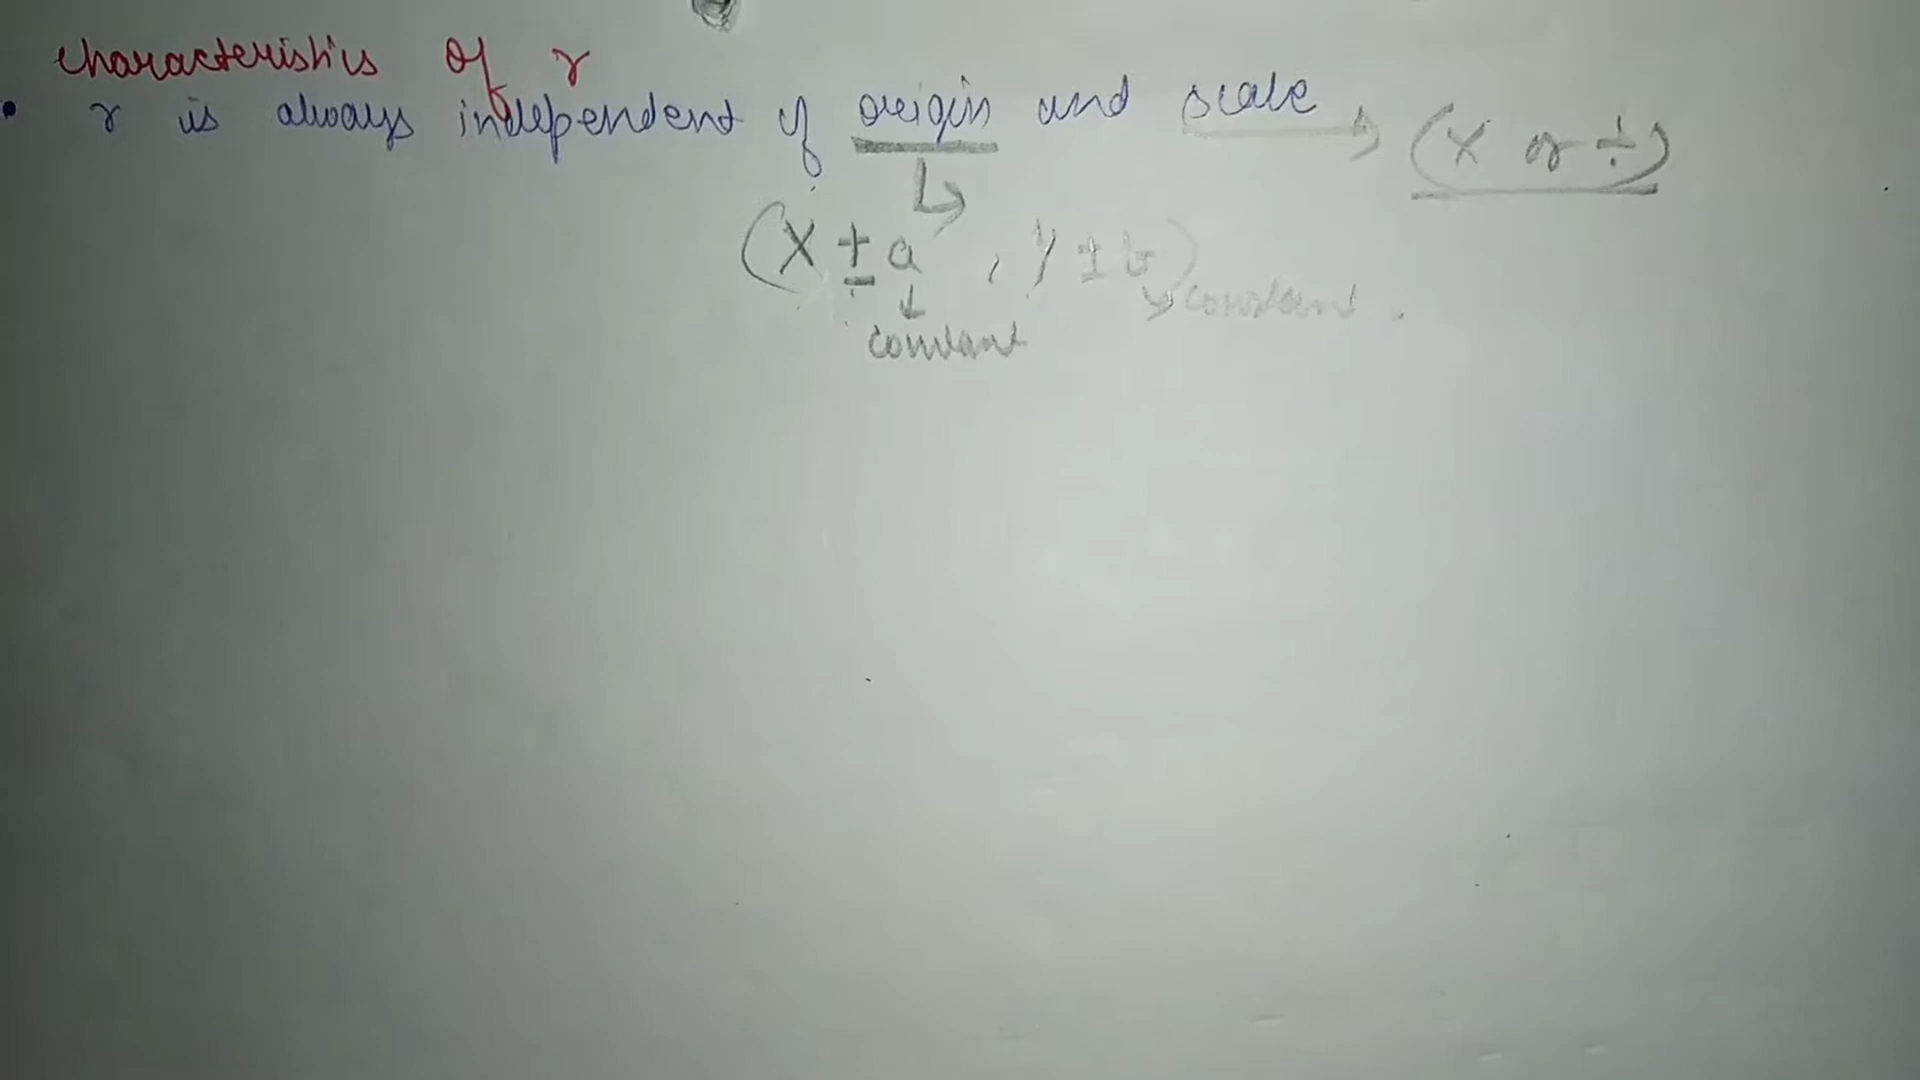 characteristics of r
• r is always independent of origin and scale → (× or ÷)
↳
(X ± a , Y ± b)
↓ ↘ constant .
constant